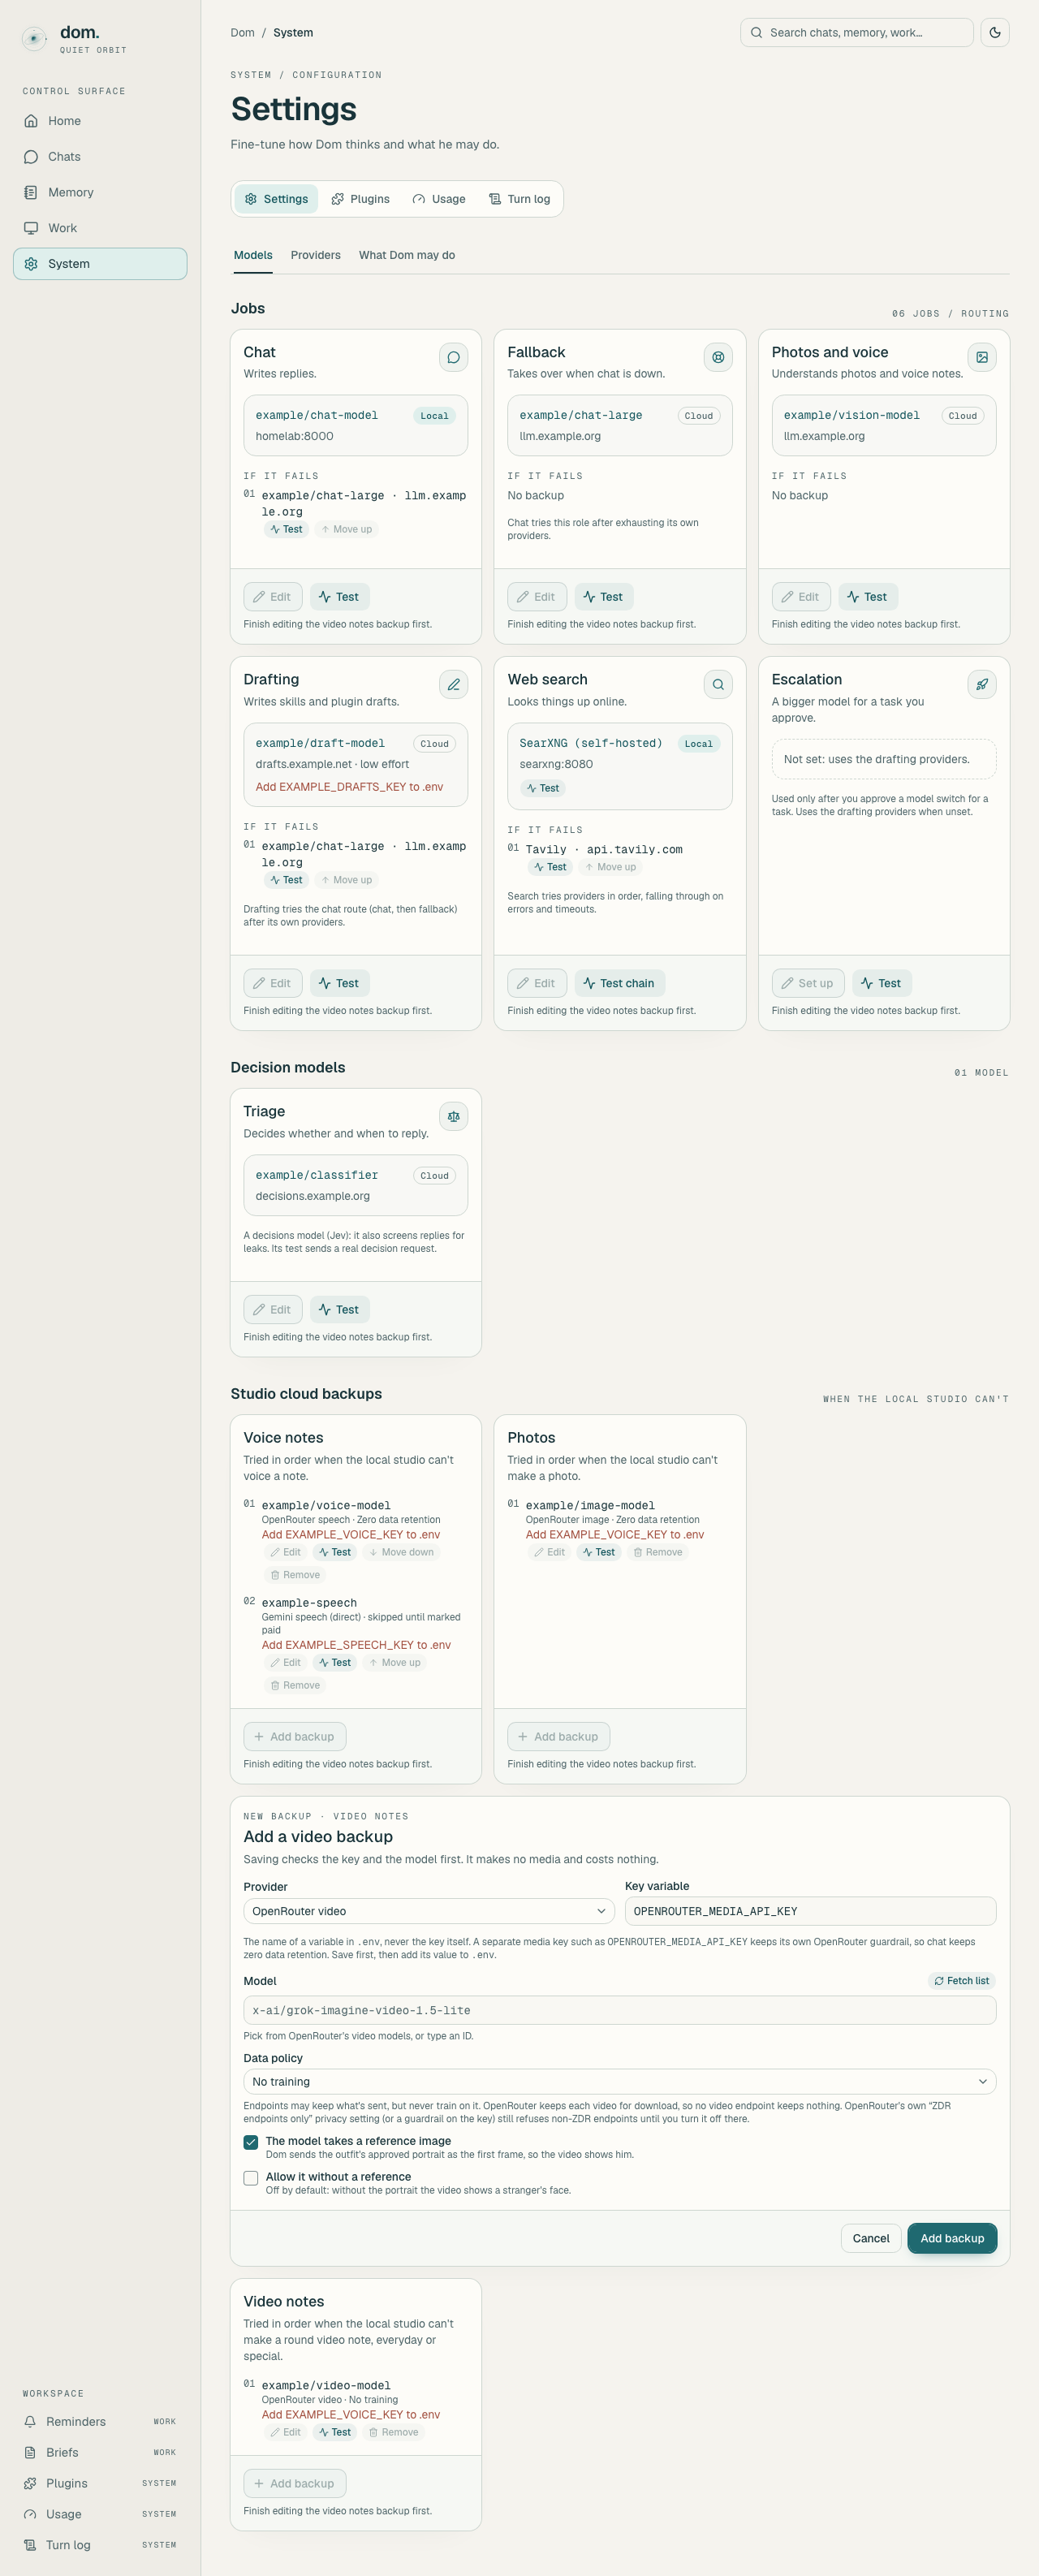 dom.
QUIET ORBIT
CONTROL SURFACE
Home
Chats
Memory
Work
System
Dom / System
Search chats, memory, work…
SYSTEM / CONFIGURATION
Settings
Fine-tune how Dom thinks and what he may do.
Settings
Plugins
Usage
Turn log
Models
Providers
What Dom may do
Jobs
06 JOBS / ROUTING
Chat
Writes replies.
example/chat-model
Local
homelab:8000
IF IT FAILS
01 example/chat-large · llm.examp
le.org
Test
Move up
Edit
Test
Finish editing the video notes backup first.
Fallback
Takes over when chat is down.
example/chat-large
Cloud
llm.example.org
IF IT FAILS
No backup
Chat tries this role after exhausting its own
providers.
Edit
Test
Finish editing the video notes backup first.
Photos and voice
Understands photos and voice notes.
example/vision-model
Cloud
llm.example.org
IF IT FAILS
No backup
Edit
Test
Finish editing the video notes backup first.
Drafting
Writes skills and plugin drafts.
example/draft-model
Cloud
drafts.example.net · low effort
Add EXAMPLE_DRAFTS_KEY to .env
IF IT FAILS
01 example/chat-large · llm.examp
le.org
Test
Move up
Drafting tries the chat route (chat, then fallback)
after its own providers.
Edit
Test
Finish editing the video notes backup first.
Web search
Looks things up online.
SearXNG (self-hosted)
Local
searxng:8080
Test
IF IT FAILS
01 Tavily · api.tavily.com
Test
Move up
Search tries providers in order, falling through on
errors and timeouts.
Edit
Test chain
Finish editing the video notes backup first.
Escalation
A bigger model for a task you
approve.
Not set: uses the drafting providers.
Used only after you approve a model switch for a
task. Uses the drafting providers when unset.
Set up
Test
Finish editing the video notes backup first.
Decision models
01 MODEL
Triage
Decides whether and when to reply.
example/classifier
Cloud
decisions.example.org
A decisions model (Jev): it also screens replies for
leaks. Its test sends a real decision request.
Edit
Test
Finish editing the video notes backup first.
Studio cloud backups
WHEN THE LOCAL STUDIO CAN'T
Voice notes
Tried in order when the local studio can't
voice a note.
01 example/voice-model
OpenRouter speech · Zero data retention
Add EXAMPLE_VOICE_KEY to .env
Edit
Test
Move down
Remove
02 example-speech
Gemini speech (direct) · skipped until marked
paid
Add EXAMPLE_SPEECH_KEY to .env
Edit
Test
Move up
Remove
Add backup
Finish editing the video notes backup first.
Photos
Tried in order when the local studio can't
make a photo.
01 example/image-model
OpenRouter image · Zero data retention
Add EXAMPLE_VOICE_KEY to .env
Edit
Test
Remove
Add backup
Finish editing the video notes backup first.
NEW BACKUP · VIDEO NOTES
Add a video backup
Saving checks the key and the model first. It makes no media and costs nothing.
Provider
OpenRouter video
Key variable
OPENROUTER_MEDIA_API_KEY
The name of a variable in .env, never the key itself. A separate media key such as OPENROUTER_MEDIA_API_KEY keeps its own OpenRouter guardrail, so chat keeps
zero data retention. Save first, then add its value to .env.
Model
Fetch list
x-ai/grok-imagine-video-1.5-lite
Pick from OpenRouter's video models, or type an ID.
Data policy
No training
Endpoints may keep what's sent, but never train on it. OpenRouter keeps each video for download, so no video endpoint keeps nothing. OpenRouter's own “ZDR
endpoints only” privacy setting (or a guardrail on the key) still refuses non-ZDR endpoints until you turn it off there.
The model takes a reference image
Dom sends the outfit's approved portrait as the first frame, so the video shows him.
Allow it without a reference
Off by default: without the portrait the video shows a stranger's face.
Cancel
Add backup
Video notes
Tried in order when the local studio can't
make a round video note, everyday or
special.
01 example/video-model
OpenRouter video · No training
Add EXAMPLE_VOICE_KEY to .env
Edit
Test
Remove
Add backup
Finish editing the video notes backup first.
WORKSPACE
Reminders WORK
Briefs WORK
Plugins SYSTEM
Usage SYSTEM
Turn log SYSTEM